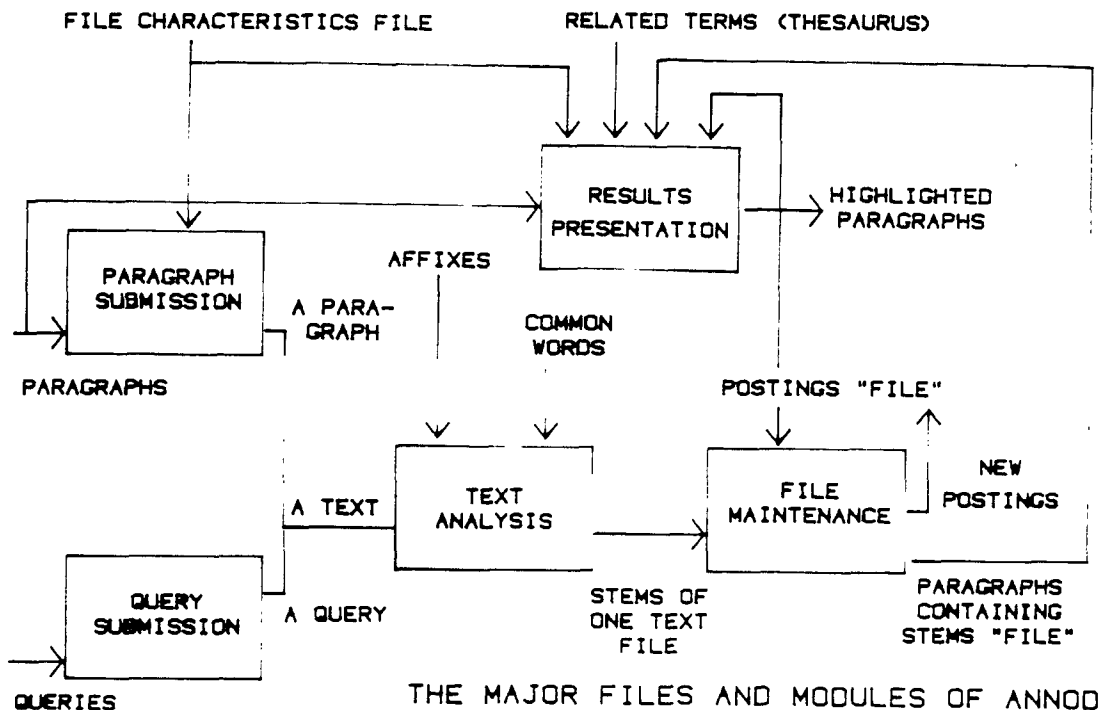 FILE CHARACTERISTICS FILE
RELATED TERMS (THESAURUS)
RESULTS
PRESENTATION
HIGHLIGHTED
PARAGRAPHS
PARAGRAPH
SUBMISSION
AFFIXES
A PARA-
GRAPH
COMMON
WORDS
PARAGRAPHS
POSTINGS "FILE"
A TEXT
TEXT
ANALYSIS
FILE
MAINTENANCE
NEW
POSTINGS
QUERY
SUBMISSION
A QUERY
STEMS OF
ONE TEXT
FILE
PARAGRAPHS
CONTAINING
STEMS "FILE"
QUERIES
THE MAJOR FILES AND MODULES OF ANNOD